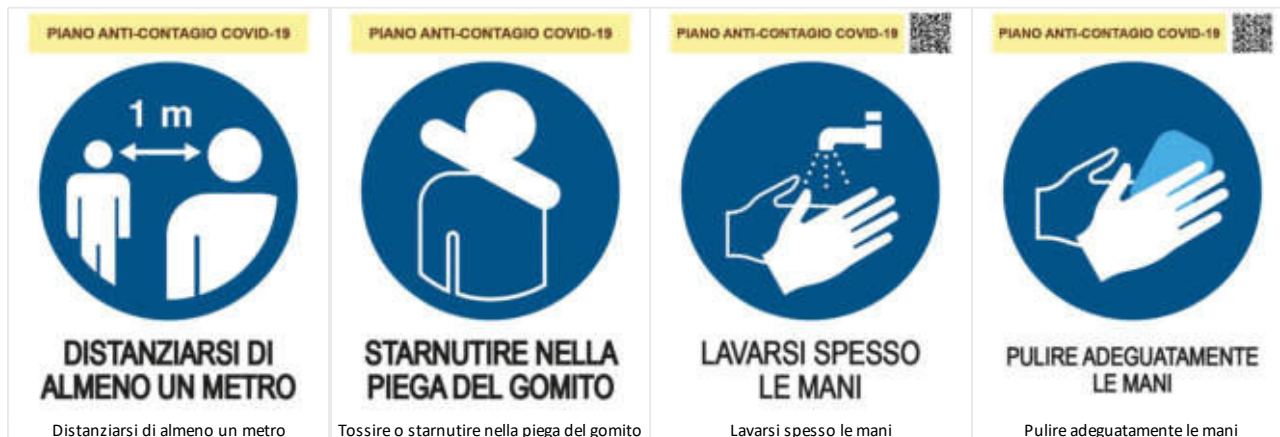 PIANO ANTI-CONTAGIO COVID-19
1 m
DISTANZIARSI DI
ALMENO UN METRO
Distanziarsi di almeno un metro
PIANO ANTI-CONTAGIO COVID-19
STARNUTIRE NELLA
PIEGA DEL GOMITO
Tossire o starnutire nella piega del gomito
PIANO ANTI-CONTAGIO COVID-19
LAVARSI SPESSO
LE MANI
Lavarsi spesso le mani
PIANO ANTI-CONTAGIO COVID-19
PULIRE ADEGUATAMENTE
LE MANI
Pulire adeguatamente le mani